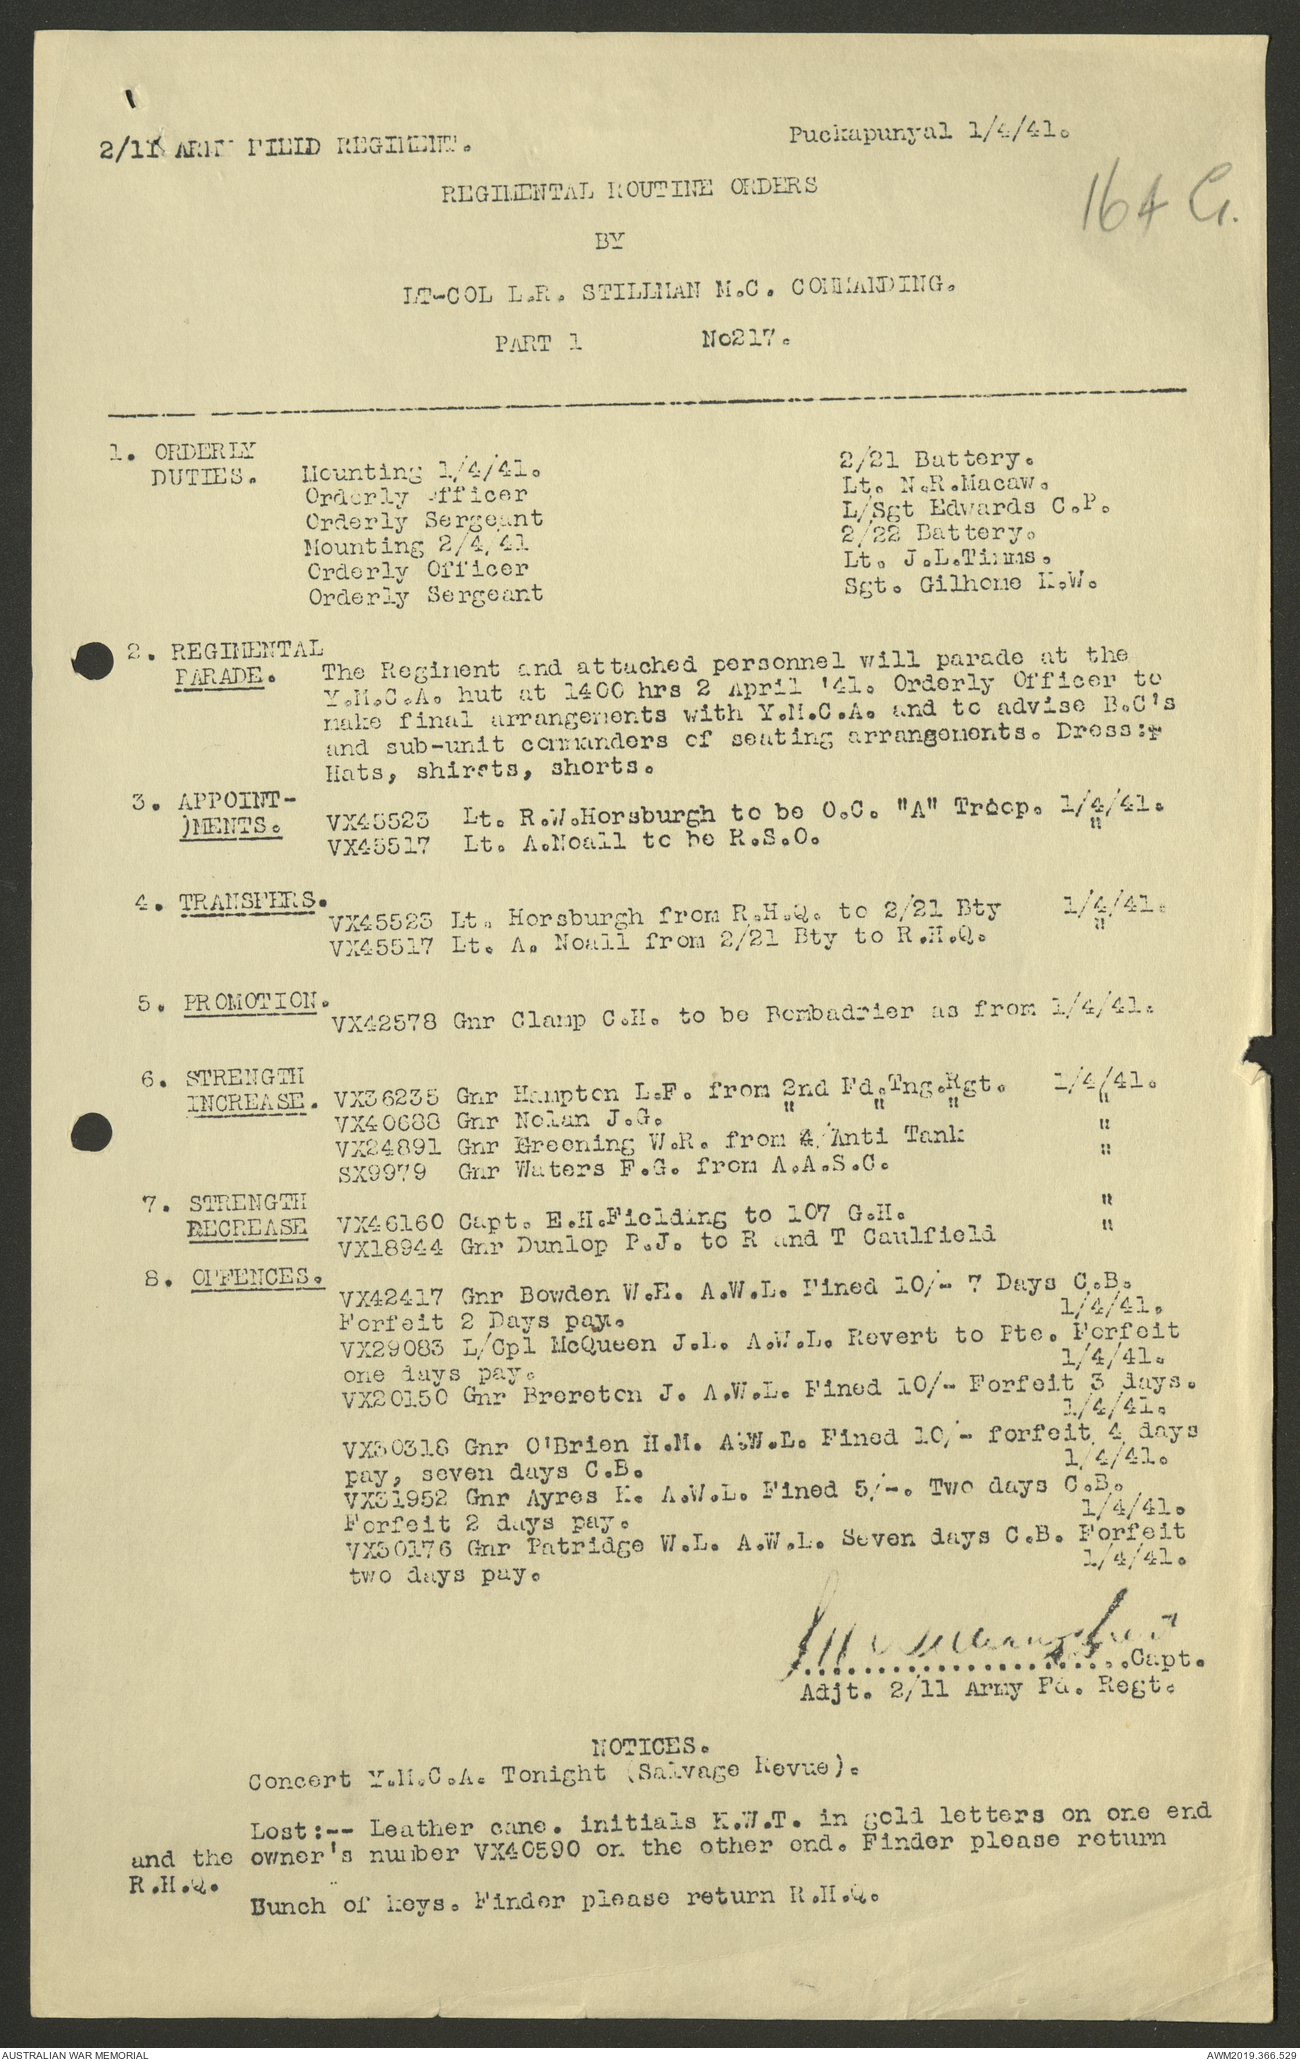 2/11 ARMY FIELD REGIMENT.
Puckapunyal 1/4/41.
164 G.
REGIMENTAL ROUTINE ORDERS
BY
LT-COL L.R. STILLMAN M.C. COMMANDING.
PART 1 No217.
1. ORDERLY
DUTIES.
Mounting 1/4/41. 2/21 Battery.
Orderly Officer Lt. N.R.Macaw.
Orderly Sergeant L/Sgt Edwards C.P.
Mounting 2/4/41 2/22 Battery.
Orderly Officer Lt. J.L.Timms.
Orderly Sergeant Sgt. Gilhome K.W.
2. REGIMENTAL
PARADE. The Regiment and attached personnel will parade at the
Y.M.C.A. hut at 1400 hrs 2 April '41. Orderly Officer to
make final arrangements with Y.M.C.A. and to advise B.C's
and sub-unit commanders of seating arrangements. Dress:-
Hats, shirsts, shorts.
3. APPOINT-
)MENTS. VX45523 Lt. R.W.Horsburgh to be O.C. "A" Troop. 1/4/41.
VX45517 Lt. A.Noall to be R.S.O. "
4. TRANSFERS.
VX45523 Lt. Horsburgh from R.H.Q. to 2/21 Bty 1/4/41.
VX45517 Lt. A. Noall from 2/21 Bty to R.H.Q. "
5. PROMOTION.
VX42578 Gnr Clamp C.H. to be Bombadrier as from 1/4/41.
6. STRENGTH
INCREASE. VX36235 Gnr Hampton L.F. from 2nd Fd.Tng.Rgt. 1/4/41.
VX40688 Gnr Nolan J.G. " " " "
VX24891 Gnr Greening W.R. from 4/Anti Tank "
SX9979 Gnr Waters F.G. from A.A.S.C. "
7. STRENGTH
DECREASE VX46160 Capt. E.H.Fielding to 107 G.H. "
VX18944 Gnr Dunlop P.J. to R and T Caulfield "
8. OFFENCES.
VX42417 Gnr Bowden W.E. A.W.L. Fined 10/- 7 Days C.B.
Forfeit 2 Days pay. 1/4/41.
VX29083 L/Cpl McQueen J.L. A.W.L. Revert to Pte. Forfeit
one days pay. 1/4/41.
VX20150 Gnr Brereton J. A.W.L. Fined 10/- Forfeit 3 days.
1/4/41.
VX30318 Gnr O'Brien H.M. A.W.L. Fined 10/- forfeit 4 days
pay, seven days C.B. 1/4/41.
VX31952 Gnr Ayres K. A.W.L. Fined 5/-. Two days C.B.
Forfeit 2 days pay. 1/4/41.
VX30176 Gnr Patridge W.L. A.W.L. Seven days C.B. Forfeit
two days pay. 1/4/41.
......................Capt.
Adjt. 2/11 Army Fd. Regt.
NOTICES.
Concert Y.M.C.A. Tonight (Salvage Revue).
Lost:-- Leather cane. initials K.W.T. in gold letters on one end
and the owner's number VX40590 on the other end. Finder please return
R.H.Q.
Bunch of keys. Finder please return R.H.Q.
AUSTRALIAN WAR MEMORIAL
AWM2019.366.529